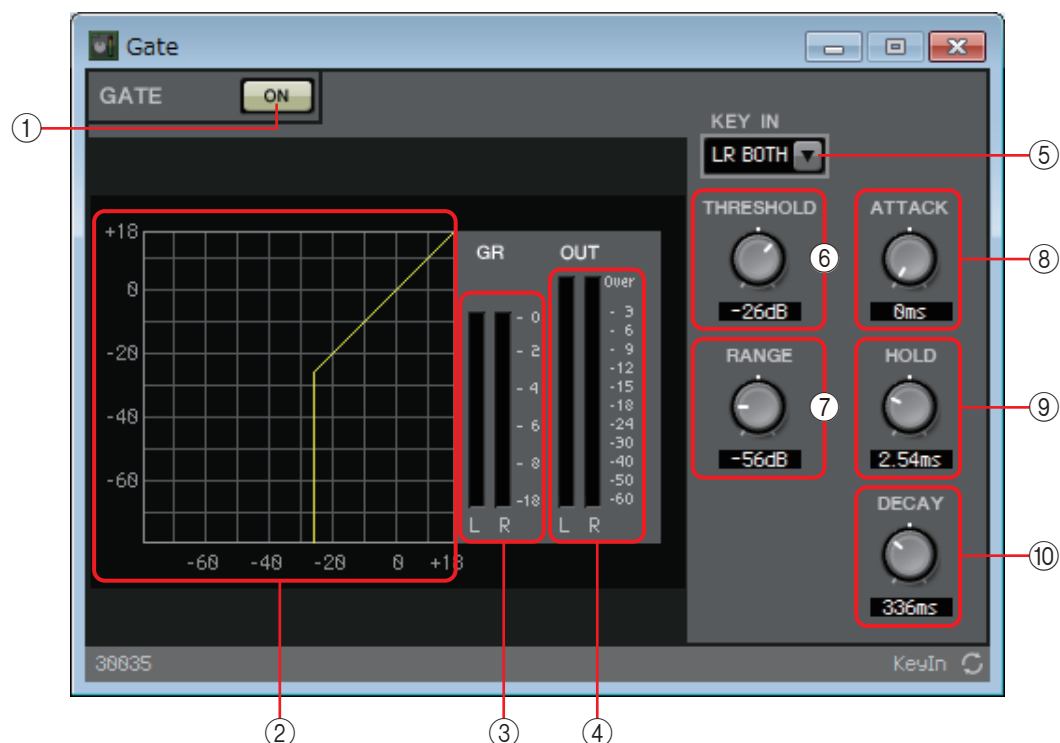 Gate
GATE
ON
①
KEY IN
LR BOTH
⑤
THRESHOLD
-26dB
⑥
ATTACK
0ms
⑧
RANGE
-56dB
⑦
HOLD
2.54ms
⑨
DECAY
336ms
⑩
+18
0
-20
-40
-60
-60 -40 -20 0 +18
②
GR
- 0
- 2
- 4
- 6
- 8
-18
L R
③
OUT
Over
- 3
- 6
- 9
-12
-15
-18
-24
-30
-40
-50
-60
L R
④
30035
KeyIn